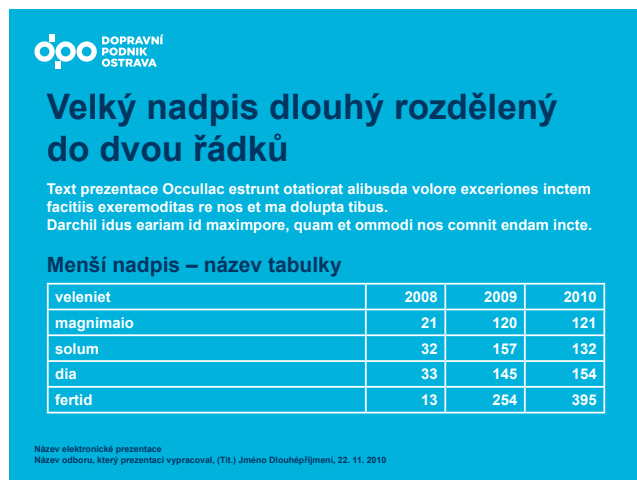 dpo DOPRAVNÍ
PODNIK
OSTRAVA
Velký nadpis dlouhý rozdělený
do dvou řádků
Text prezentace Occullac estrunt otatiorat alibusda volore exceriones inctem
facitiis exeremoditas re nos et ma dolupta tibus.
Darchil idus eariam id maximpore, quam et ommodi nos comnit endam incte.
Menší nadpis – název tabulky
veleniet 2008 2009 2010
magnimaio 21 120 121
solum 32 157 132
dia 33 145 154
fertid 13 254 395
Název elektronické prezentace
Název odboru, který prezentaci vypracoval, (Tit.) Jméno Dlouhépříjmení, 22. 11. 2010